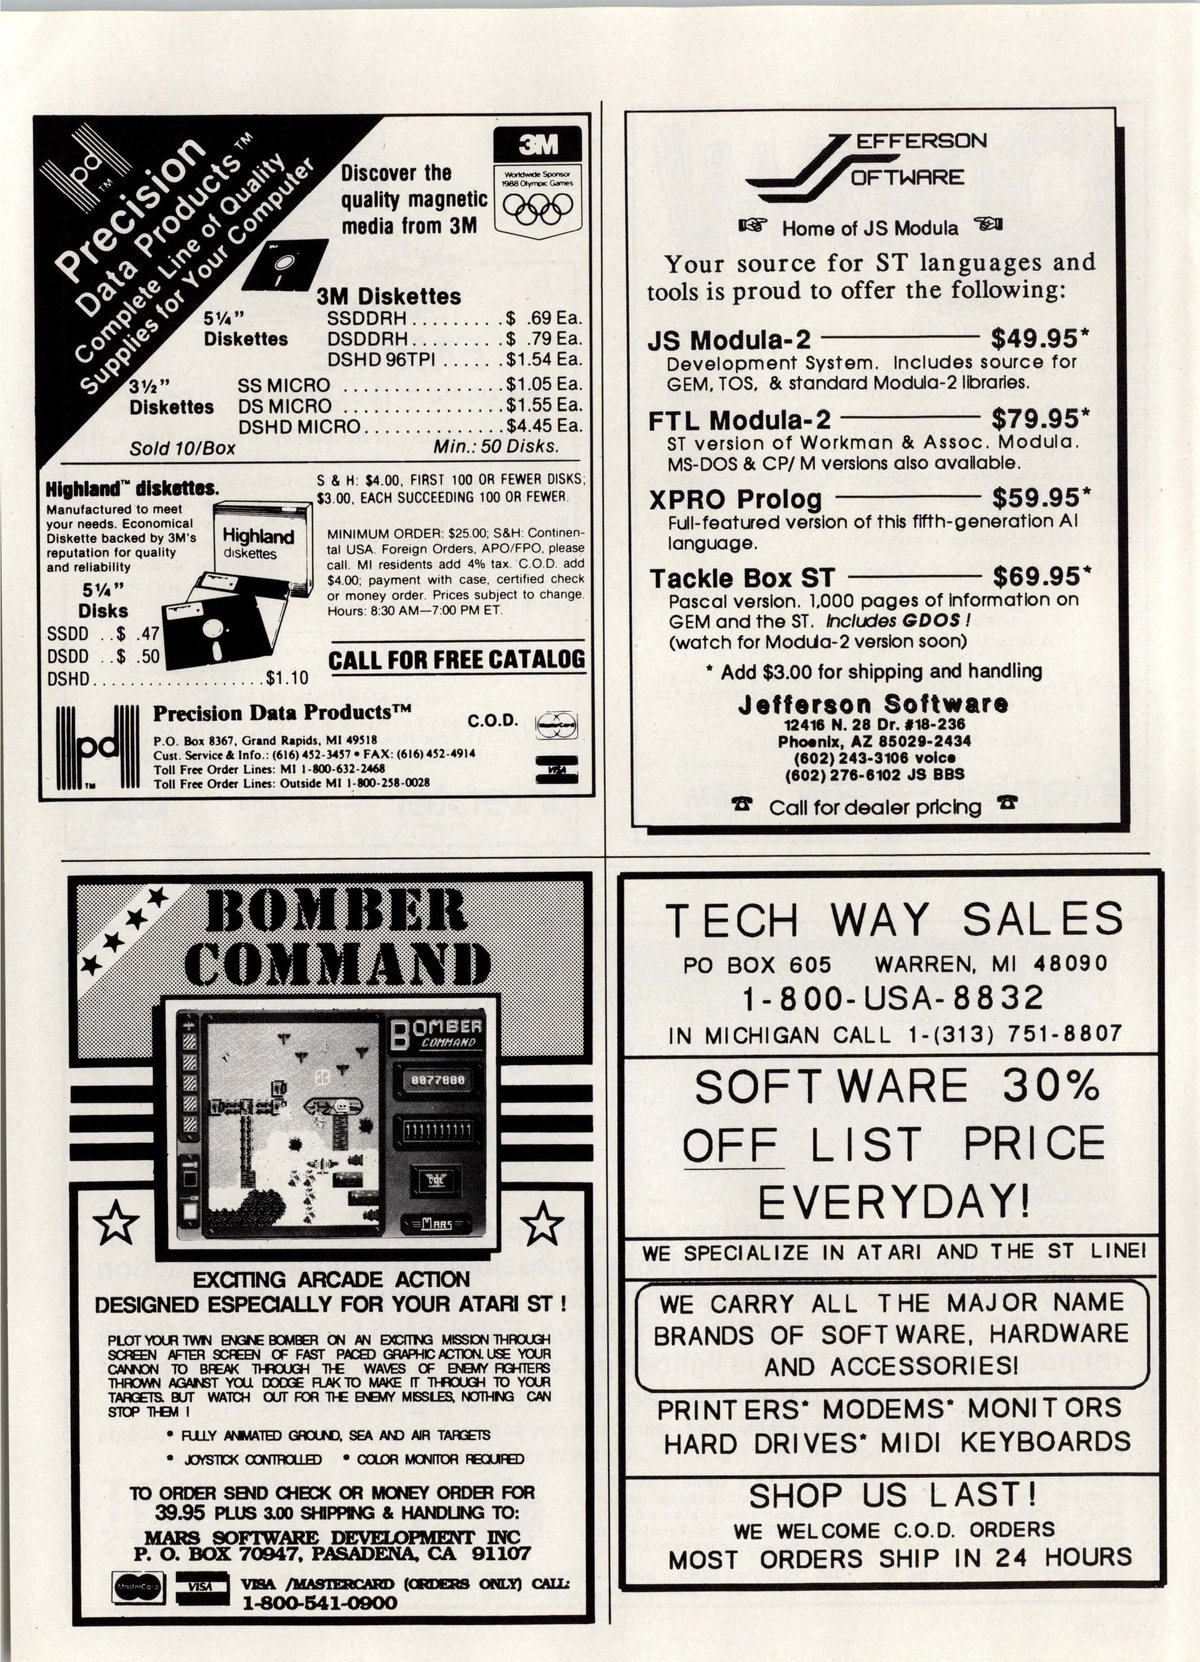 pd
TM
Precision
Data Products™
Complete Line of Quality
Supplies for Your Computer
Discover the
quality magnetic
media from 3M
3M
Worldwide Sponsor
1988 Olympic Games
3M Diskettes
5¼”
Diskettes
SSDDRH . . . . . . . . . $ .69 Ea.
DSDDRH . . . . . . . . . $ .79 Ea.
DSHD 96TPI . . . . . . $1.54 Ea.
3½”
Diskettes
SS MICRO . . . . . . . . . . . . . . . . $1.05 Ea.
DS MICRO . . . . . . . . . . . . . . . . $1.55 Ea.
DSHD MICRO . . . . . . . . . . . . . $4.45 Ea.
Sold 10/Box Min.: 50 Disks.
Highland™ diskettes.
Manufactured to meet
your needs. Economical
Diskette backed by 3M's
reputation for quality
and reliability
Highland
diskettes
5¼”
Disks
SSDD . . $ .47
DSDD . . $ .50
DSHD . . . . . . . . . . . . . . . . . . . $1.10
S & H: $4.00, FIRST 100 OR FEWER DISKS;
$3.00, EACH SUCCEEDING 100 OR FEWER.
MINIMUM ORDER: $25.00; S&H: Continen-
tal USA. Foreign Orders, APO/FPO, please
call. MI residents add 4% tax. C.O.D. add
$4.00; payment with case, certified check
or money order. Prices subject to change.
Hours: 8:30 AM—7:00 PM ET.
CALL FOR FREE CATALOG
pd
TM
Precision Data Products™
P.O. Box 8367, Grand Rapids, MI 49518
Cust. Service & Info.: (616) 452-3457 • FAX: (616) 452-4914
Toll Free Order Lines: MI 1-800-632-2468
Toll Free Order Lines: Outside MI 1-800-258-0028
C.O.D.
MasterCard
VISA
JEFFERSON
SOFTWARE
☞ Home of JS Modula ☜
Your source for ST languages and
tools is proud to offer the following:
JS Modula-2 ———— $49.95*
Development System. Includes source for
GEM, TOS, & standard Modula-2 libraries.
FTL Modula-2 ———— $79.95*
ST version of Workman & Assoc. Modula.
MS-DOS & CP/M versions also available.
XPRO Prolog ———— $59.95*
Full-featured version of this fifth-generation AI
language.
Tackle Box ST ———— $69.95*
Pascal version. 1,000 pages of information on
GEM and the ST. Includes GDOS !
(watch for Modula-2 version soon)
* Add $3.00 for shipping and handling
Jefferson Software
12416 N. 28 Dr. #18-236
Phoenix, AZ 85029-2434
(602) 243-3106 voice
(602) 276-6102 JS BBS
☎ Call for dealer pricing ☎
BOMBER
COMMAND
BOMBER
COMMAND
0077800
MARS
EXCITING ARCADE ACTION
DESIGNED ESPECIALLY FOR YOUR ATARI ST !
PLOT YOUR TWIN ENGINE BOMBER ON AN EXCITING MISSION THROUGH
SCREEN AFTER SCREEN OF FAST PACED GRAPHIC ACTION. USE YOUR
CANNON TO BREAK THROUGH THE WAVES OF ENEMY FIGHTERS
THROWN AGAINST YOU. DODGE FLAK TO MAKE IT THROUGH TO YOUR
TARGETS. BUT WATCH OUT FOR THE ENEMY MISSLES, NOTHING CAN
STOP THEM !
• FULLY ANIMATED GROUND, SEA AND AIR TARGETS
• JOYSTICK CONTROLLED • COLOR MONITOR REQUIRED
TO ORDER SEND CHECK OR MONEY ORDER FOR
39.95 PLUS 3.00 SHIPPING & HANDLING TO:
MARS SOFTWARE DEVELOPMENT INC
P. O. BOX 70947, PASADENA, CA 91107
MasterCard
VISA
VISA /MASTERCARD (ORDERS ONLY) CALL:
1-800-541-0900
TECH WAY SALES
PO BOX 605 WARREN, MI 48090
1-800-USA-8832
IN MICHIGAN CALL 1-(313) 751-8807
SOFTWARE 30%
OFF LIST PRICE
EVERYDAY!
WE SPECIALIZE IN ATARI AND THE ST LINE!
WE CARRY ALL THE MAJOR NAME
BRANDS OF SOFTWARE, HARDWARE
AND ACCESSORIES!
PRINTERS* MODEMS* MONITORS
HARD DRIVES* MIDI KEYBOARDS
SHOP US LAST!
WE WELCOME C.O.D. ORDERS
MOST ORDERS SHIP IN 24 HOURS